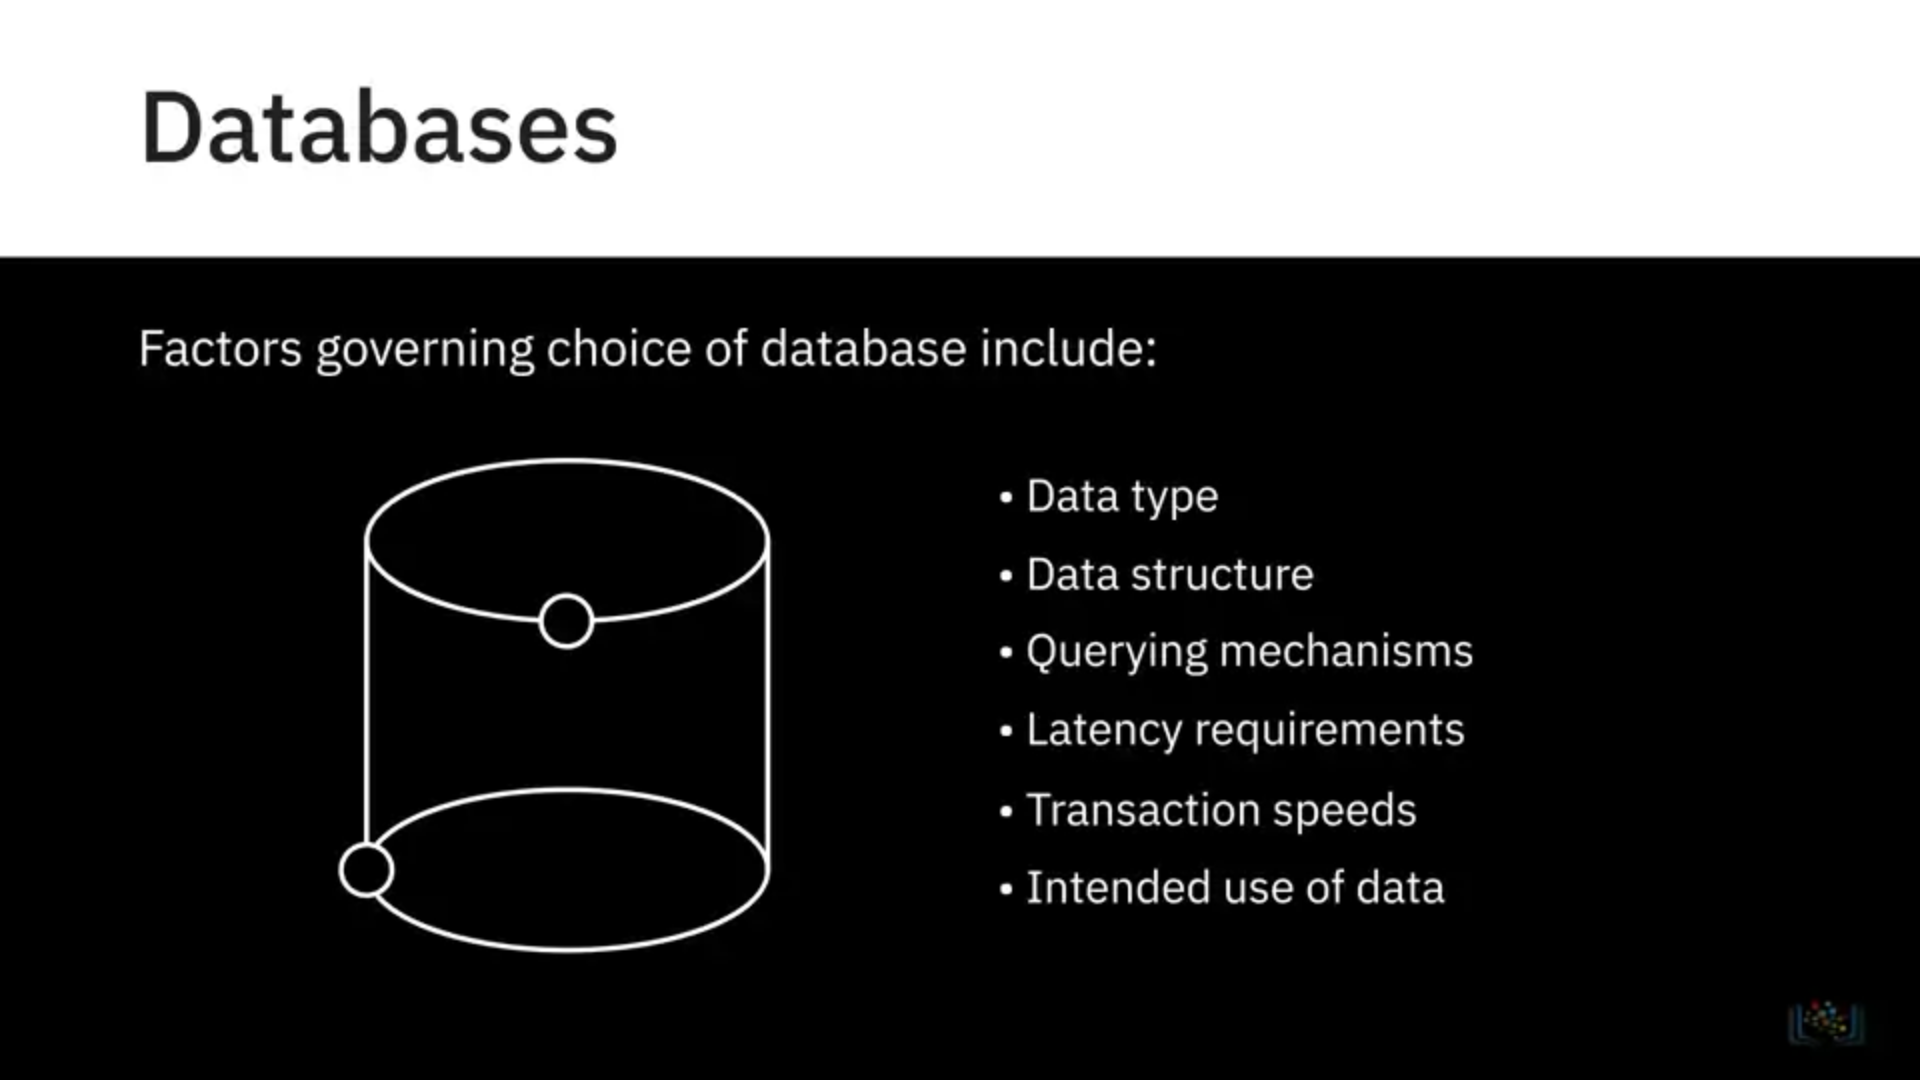 Databases
Factors governing choice of database include:
• Data type
• Data structure
• Querying mechanisms
• Latency requirements
• Transaction speeds
• Intended use of data